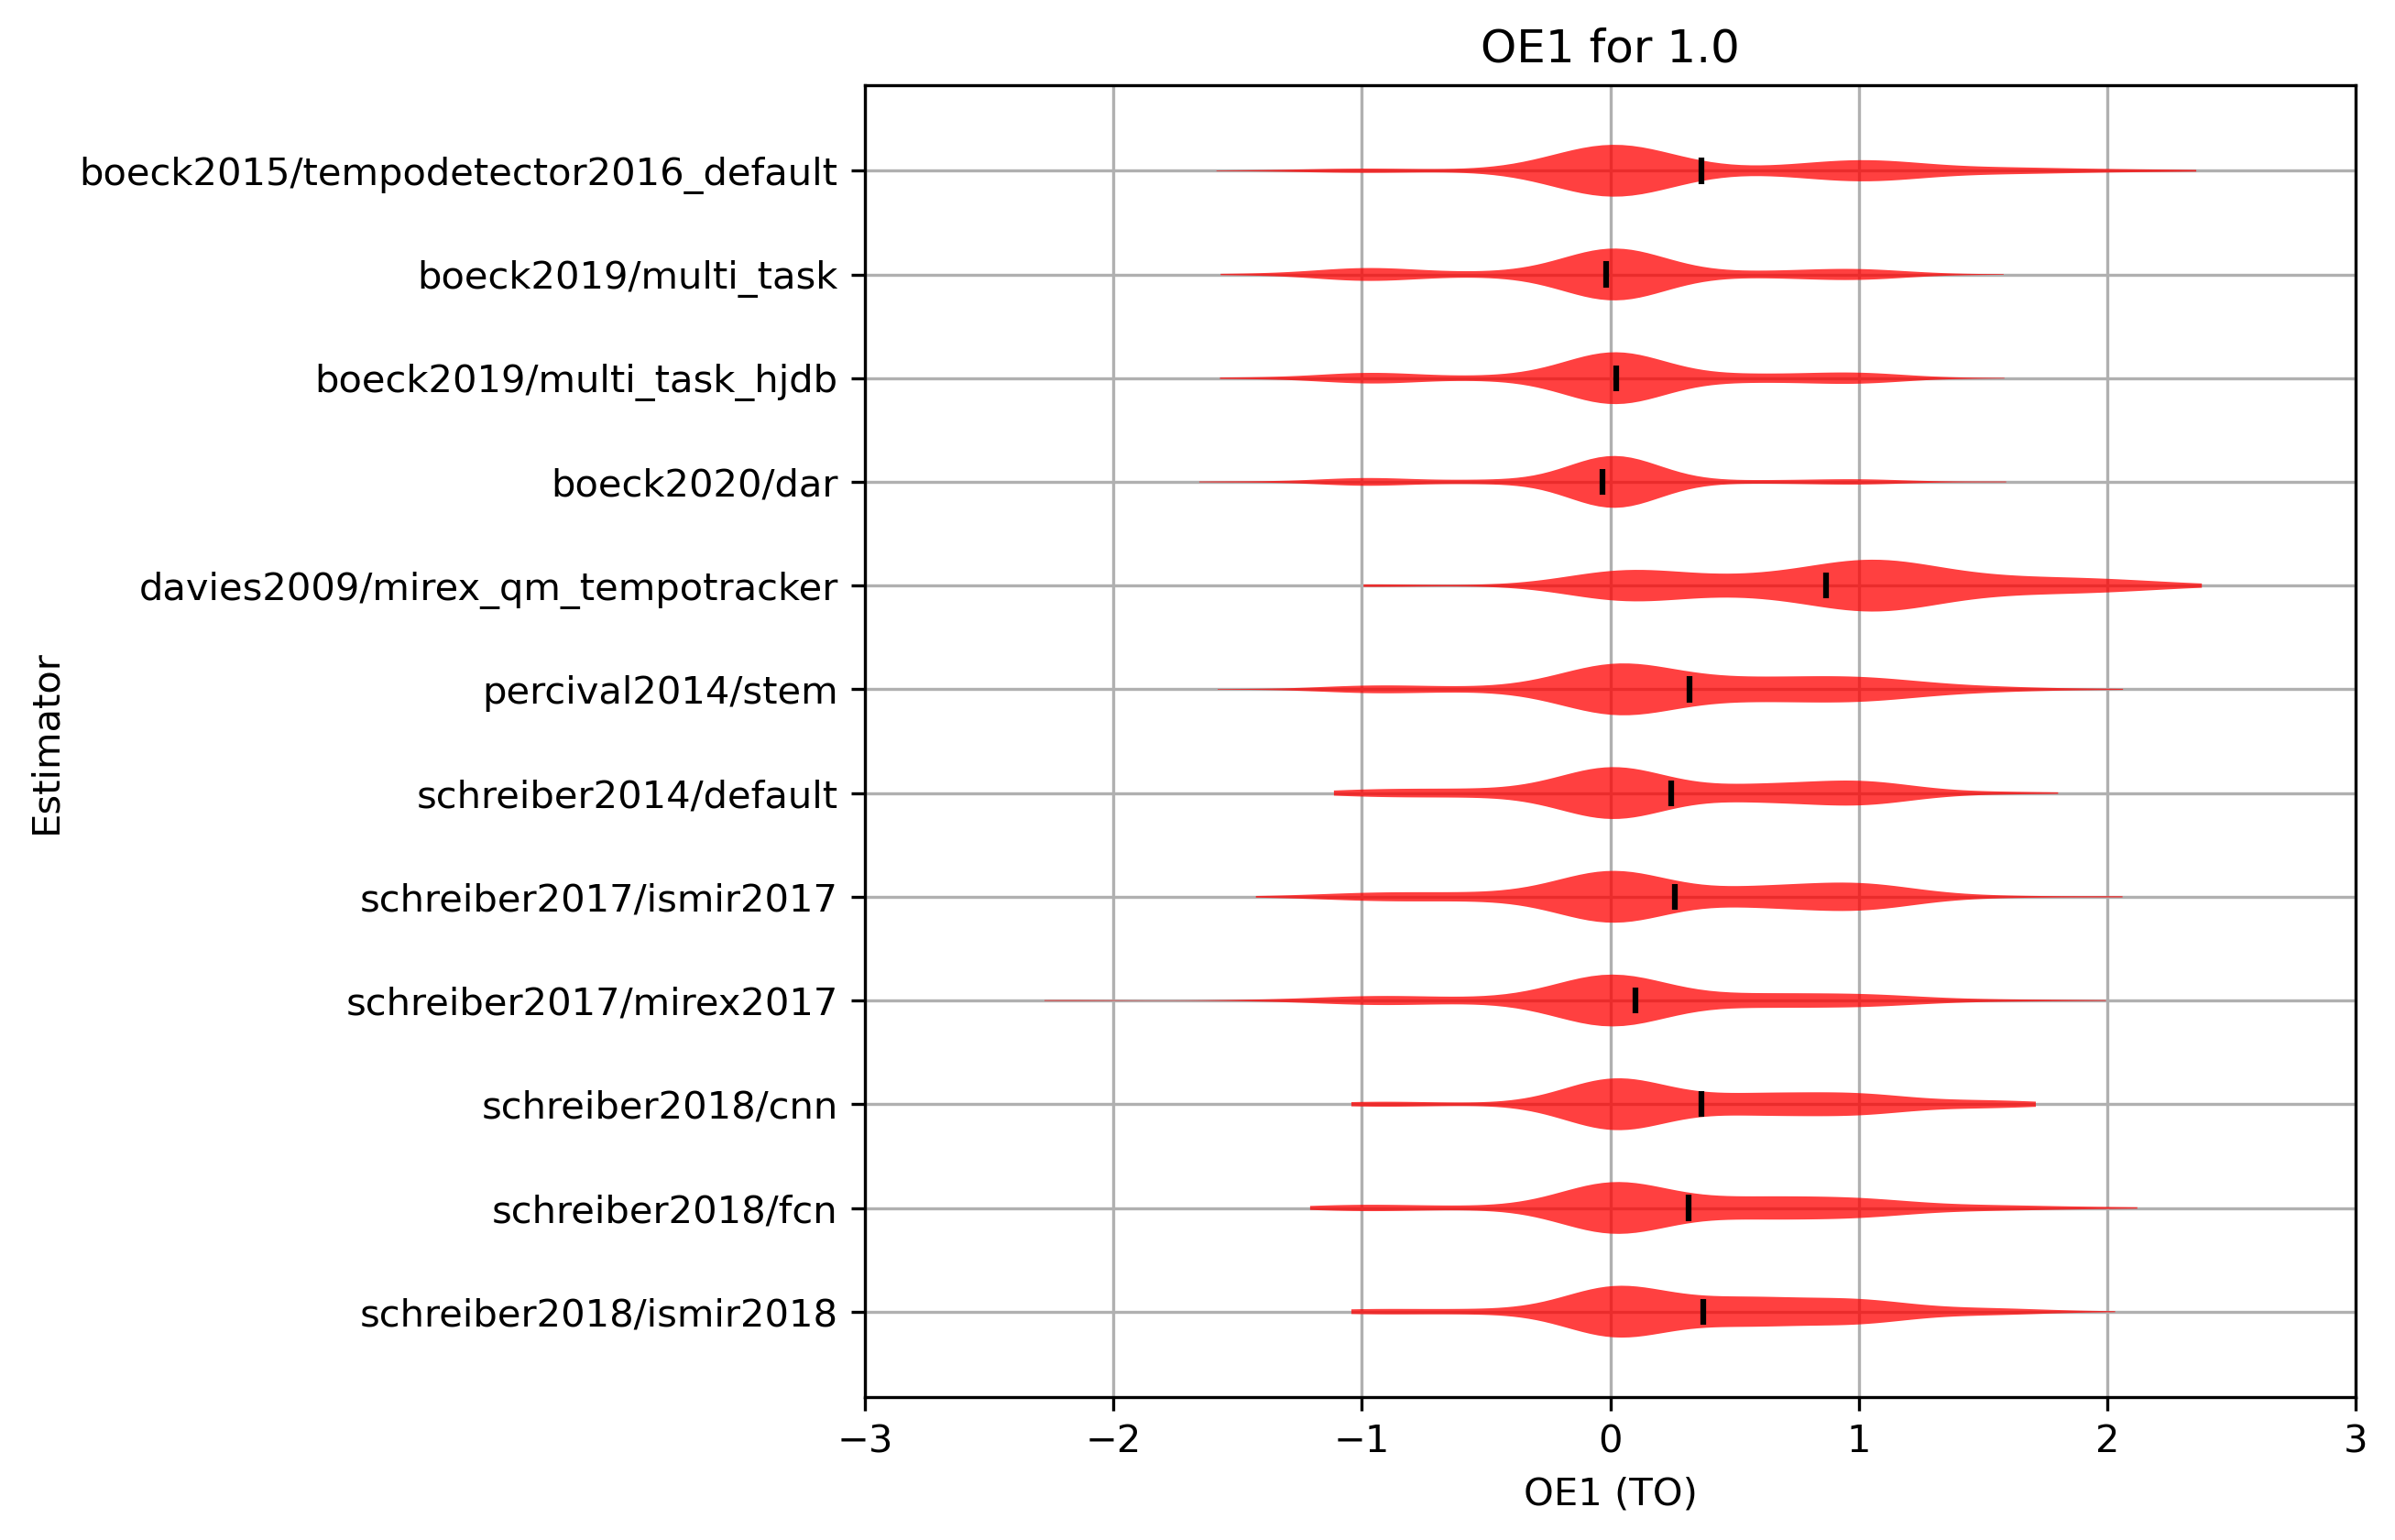 OE1 for 1.0
boeck2015/tempodetector2016_default
boeck2019/multi_task
boeck2019/multi_task_hjdb
boeck2020/dar
davies2009/mirex_qm_tempotracker
percival2014/stem
schreiber2014/default
schreiber2017/ismir2017
schreiber2017/mirex2017
schreiber2018/cnn
schreiber2018/fcn
schreiber2018/ismir2018
Estimator
−3 −2 −1 0 1 2 3
OE1 (TO)